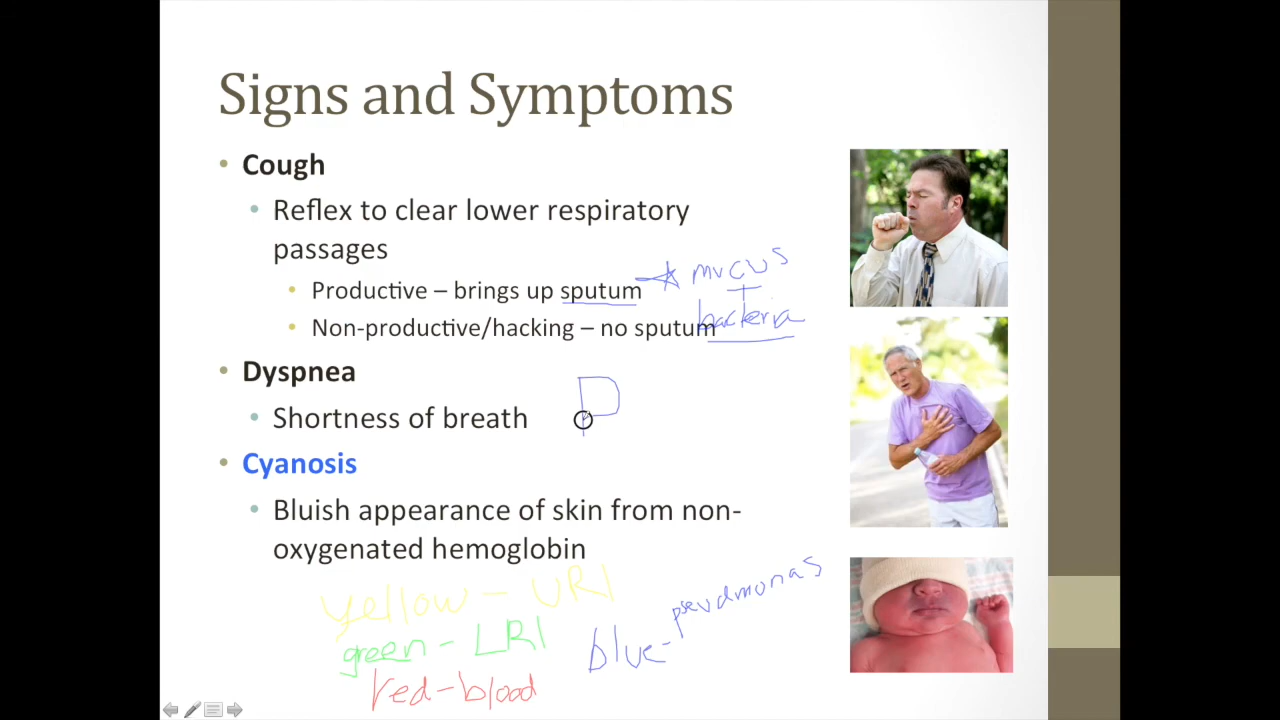 Signs and Symptoms
• Cough
• Reflex to clear lower respiratory
passages
• Productive – brings up sputum
mucus
+
bacteria
• Non-productive/hacking – no sputum
• Dyspnea
P
• Shortness of breath
• Cyanosis
• Bluish appearance of skin from non-
oxygenated hemoglobin
yellow – URI
green – LRI
red – blood
blue – pseudmonas